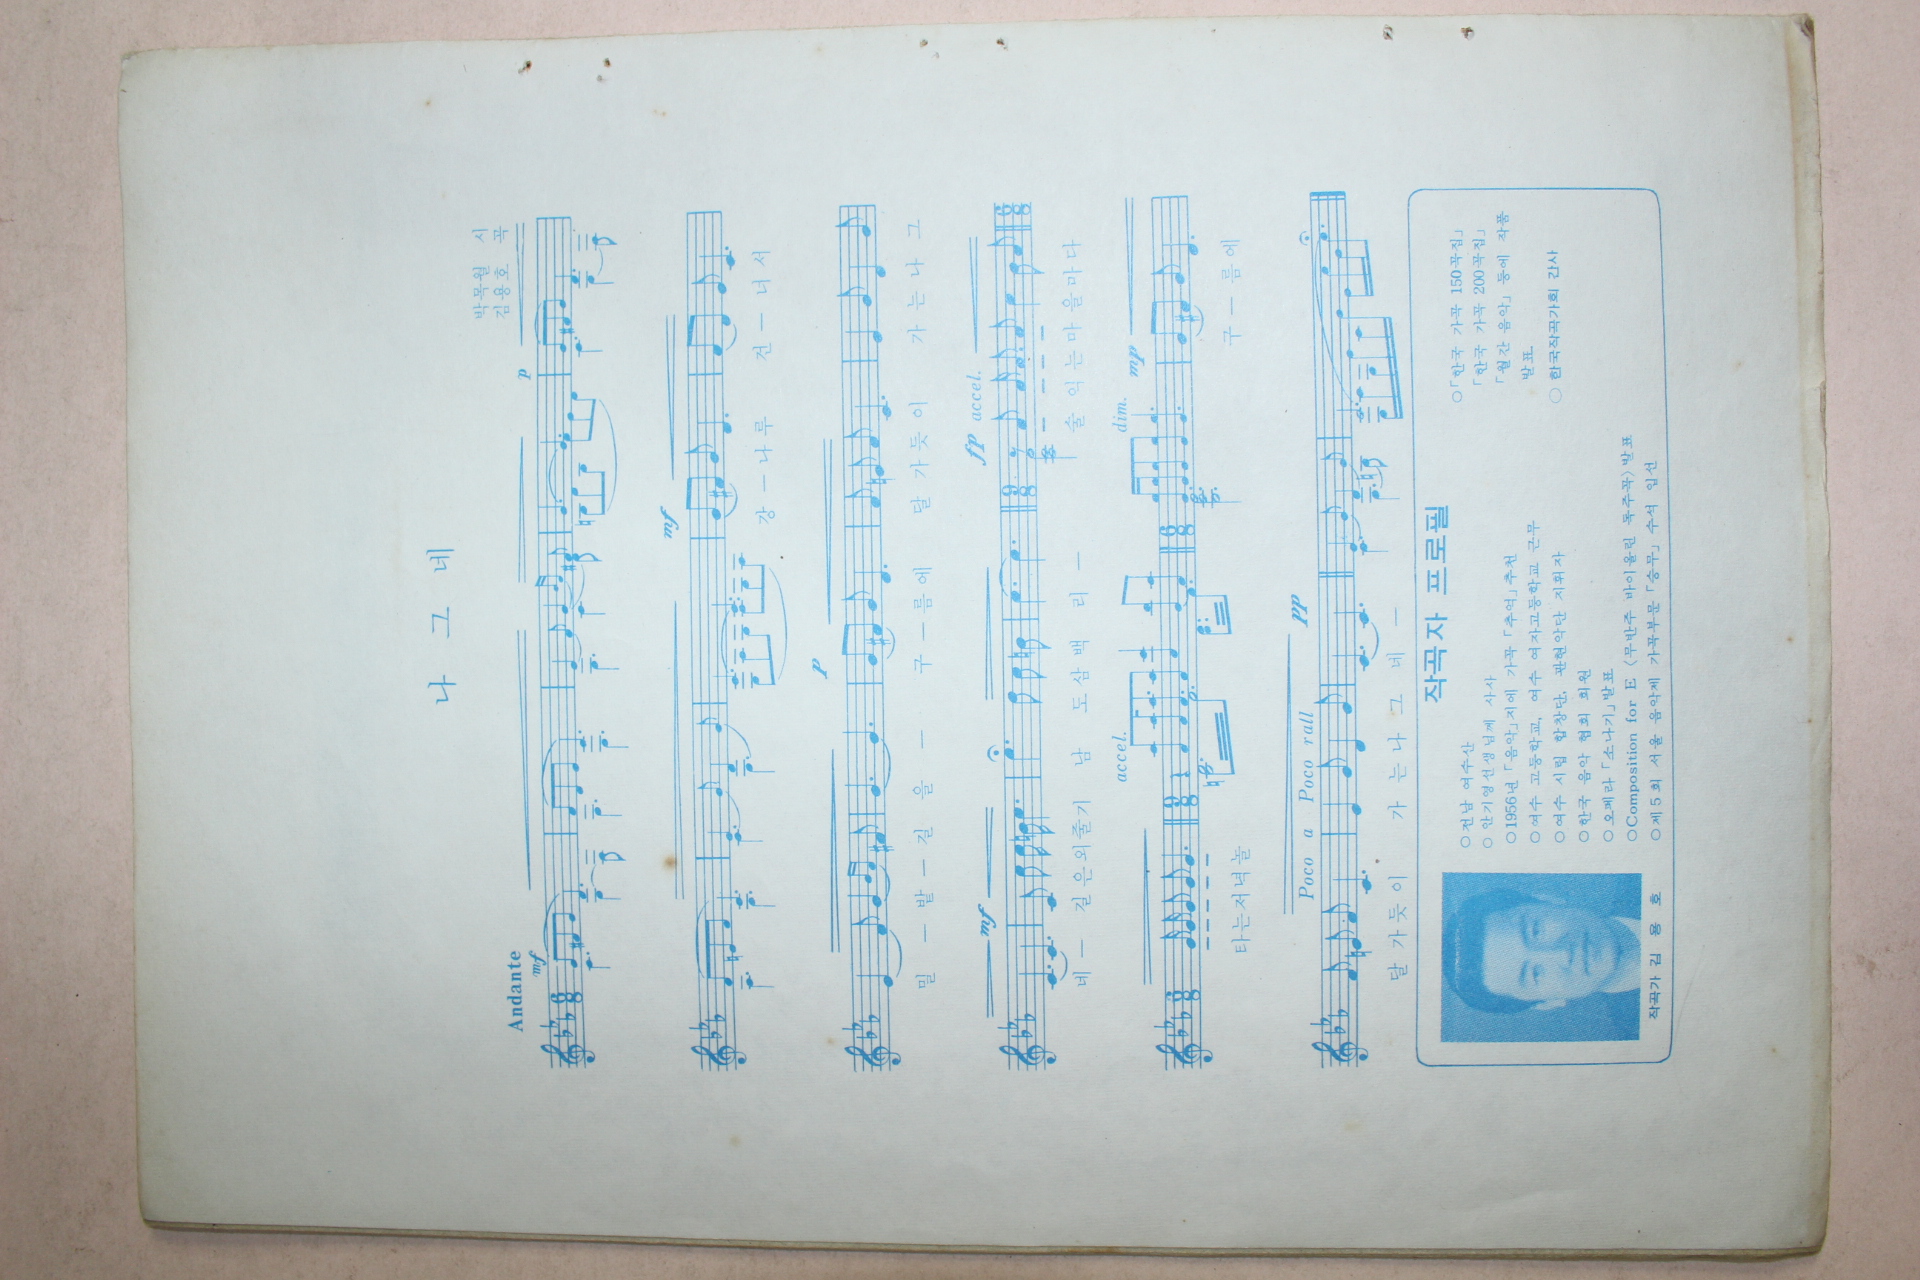 나 그 네
박목월 시
김용호 곡
Andante
mf
p
mf
강 — 나루 건 — 너서
p
밀 — 밭 — 길 을 — 구 — 름에 달 가듯이 가 는 나 그
mf
fp accel.
네 — 길은외줄기 남 도 삼백 리 — 술 익는마 을마다
accel.
dim.
mp
타는저녁놀 구 — 름에
Poco a Poco rall
pp
달 가듯이 가 는 나 그 네 —
작곡자 프로필
○전남 여수산
○안기영선생님께 사사
○1956년「음악」지에 가곡「추억」추천
○여수 고등학교, 여수 여자고등학교 근무
○여수 시립 합창단, 관현악단 지휘자
○한국 음악 협회 회원
○오페라「소나기」발표
○Composition for E〈무반주 바이올린 독주곡〉발표
○제5회 서울 음악제 가곡부문「승무」수석 입선
○「한국 가곡 150곡집」
「한국 가곡 200곡집」
「월간 음악」등에 작품
발표
○ 한국작곡가회 간사
작곡가 김 용 호